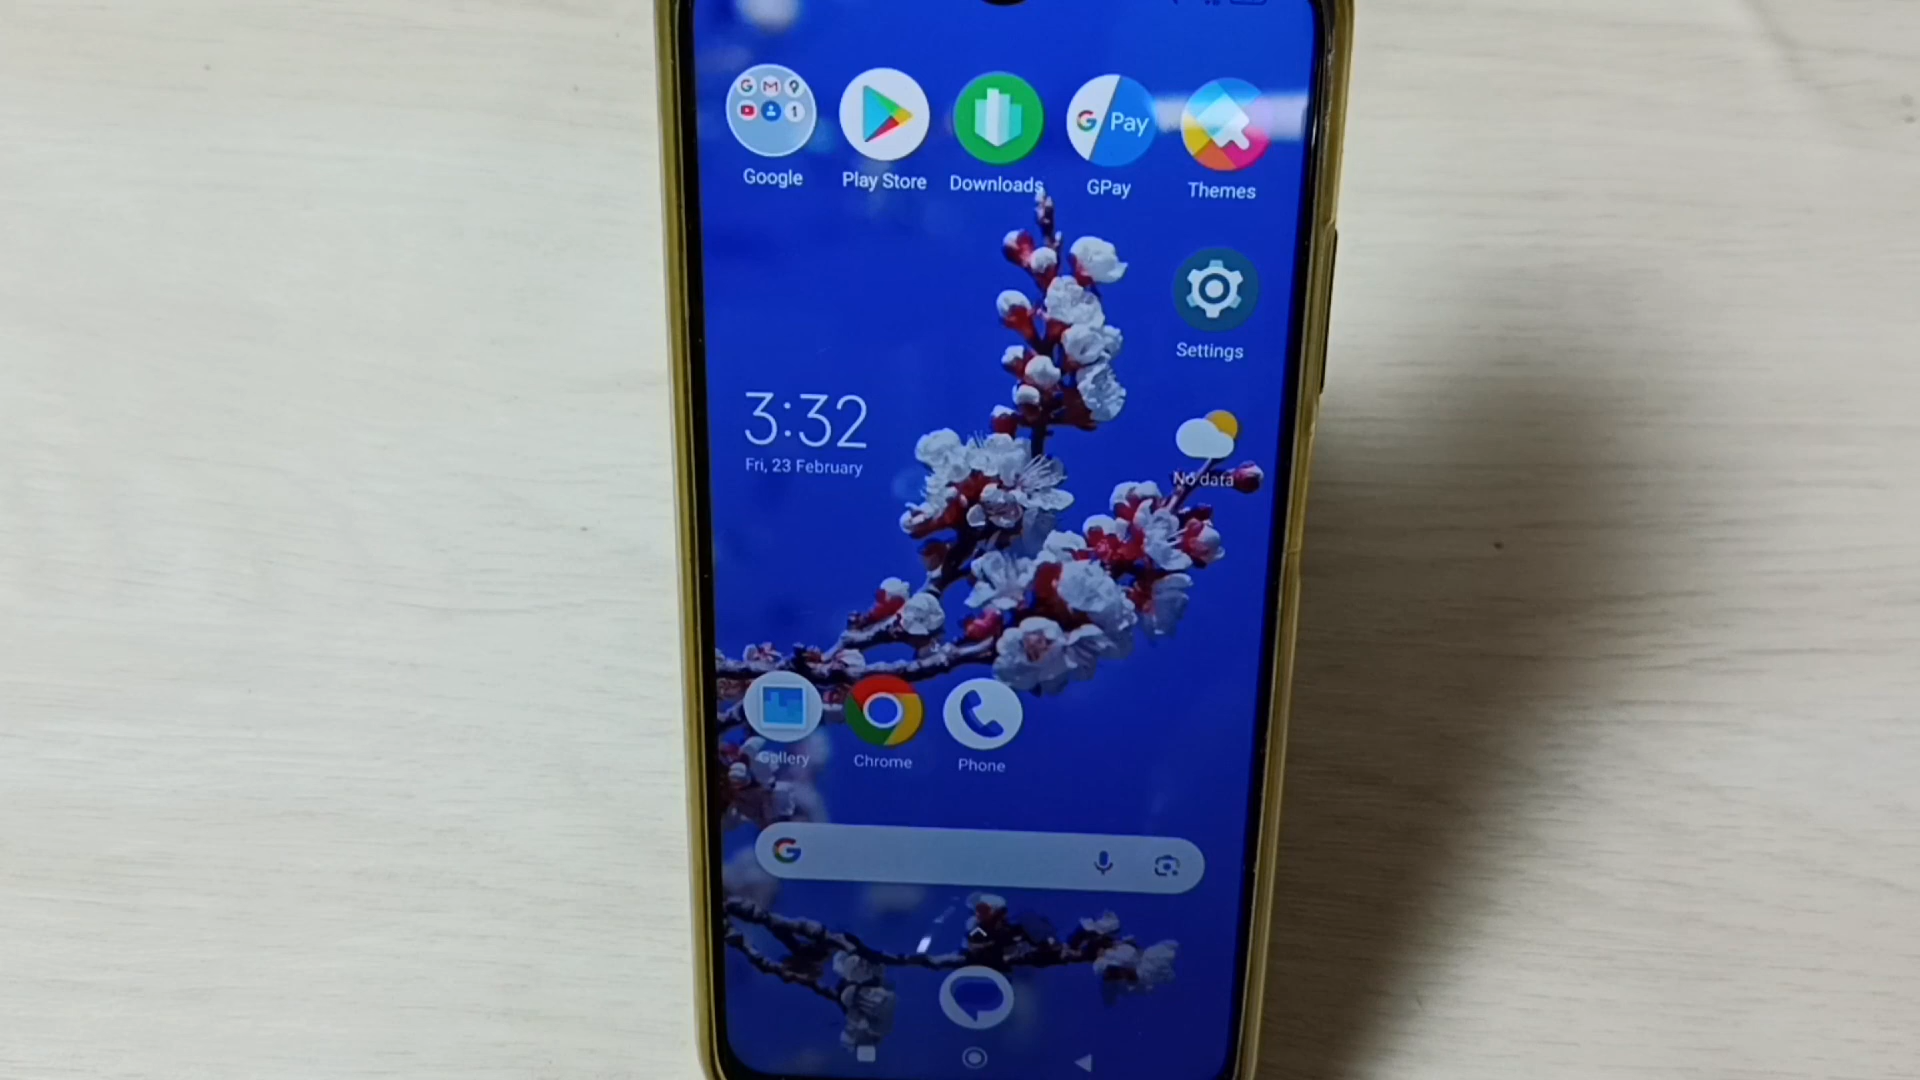 Google
Play Store
Downloads
G Pay
GPay
Themes
Settings
3:32
Fri, 23 February
No data
Gallery
Chrome
Phone